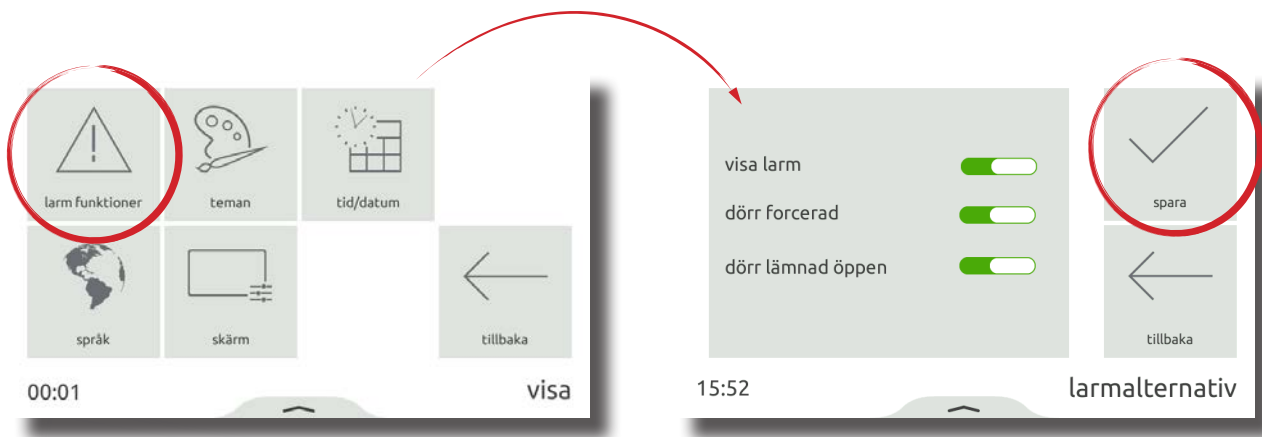 larm funktioner
teman
tid/datum
språk
skärm
tillbaka
00:01
visa
visa larm
dörr forcerad
dörr lämnad öppen
spara
tillbaka
15:52
larmalternativ